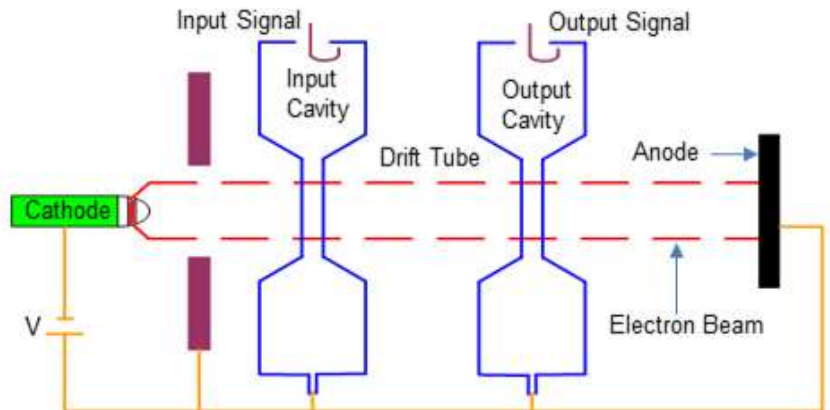 Input Signal
Output Signal
Input
Cavity
Output
Cavity
Drift Tube
Anode
Cathode
V
Electron Beam